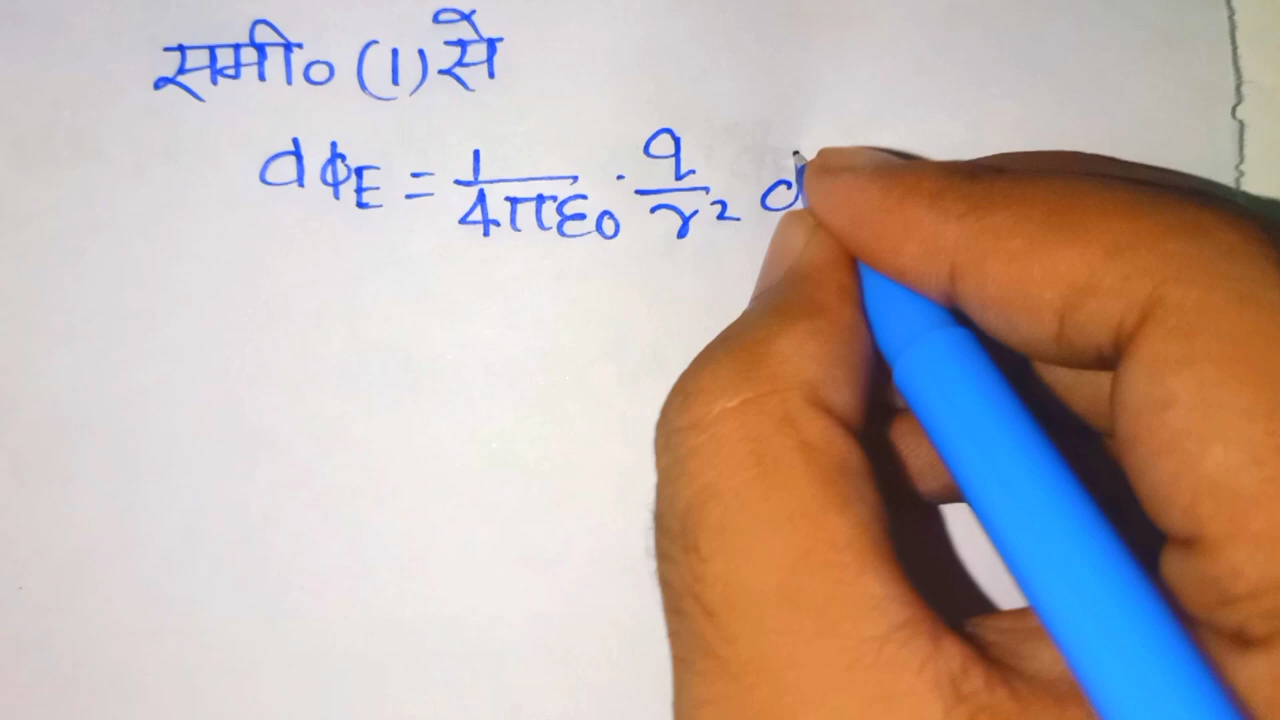 समी० (1) से
dΦE = 1/4πε0 · q/r² d